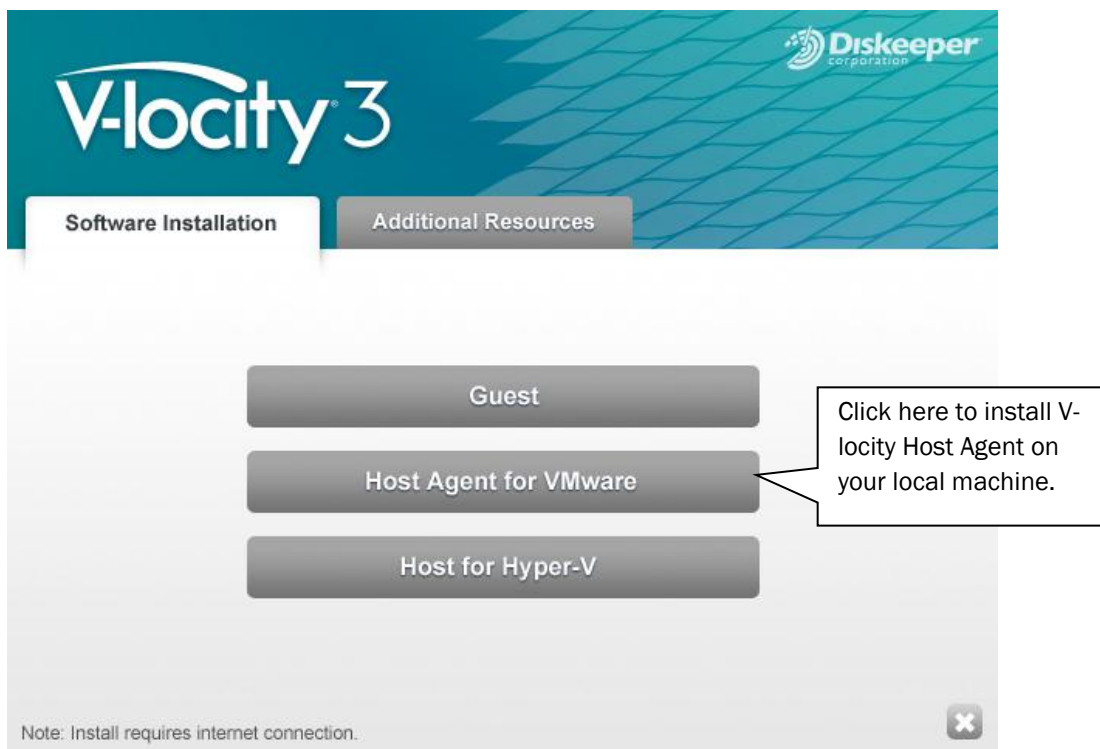 Diskeeper
corporation
V-locity® 3
Software Installation
Additional Resources
Guest
Host Agent for VMware
Host for Hyper-V
Click here to install V-
locity Host Agent on
your local machine.
Note: Install requires internet connection.